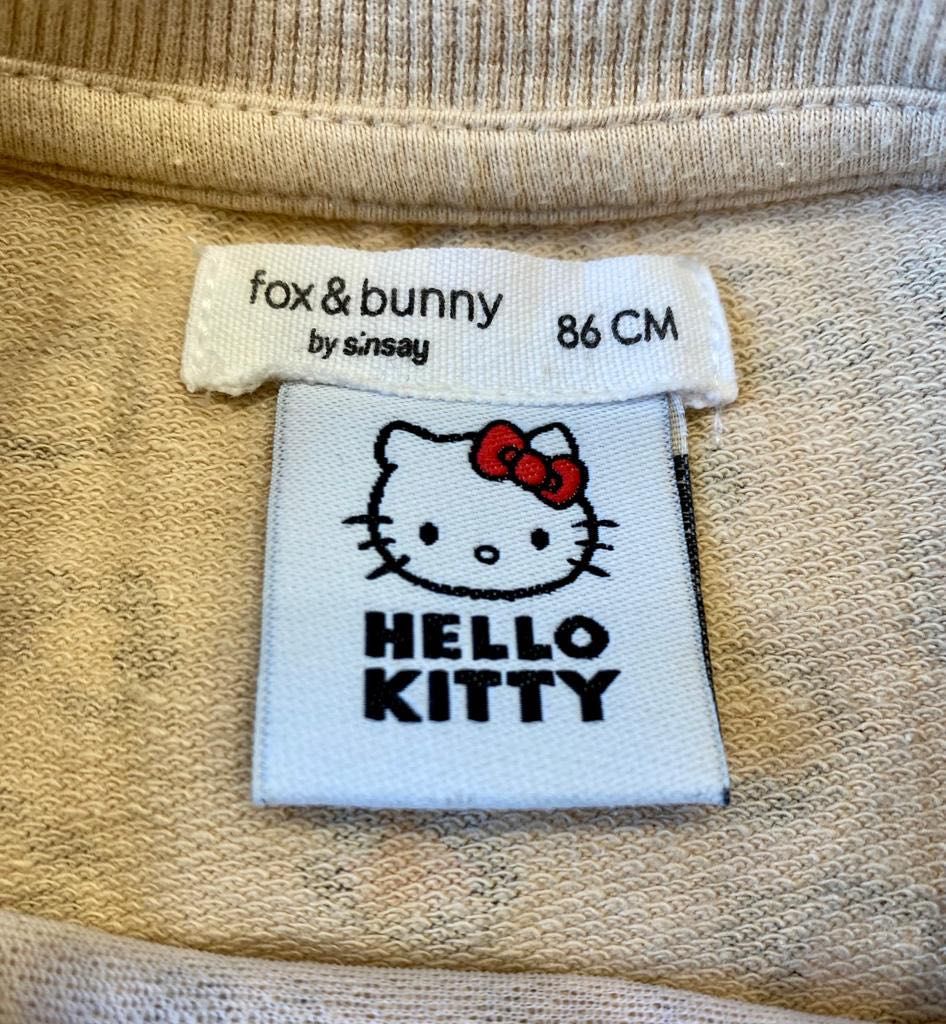 fox & bunny
by sinsay
86 CM
HELLO
KITTY